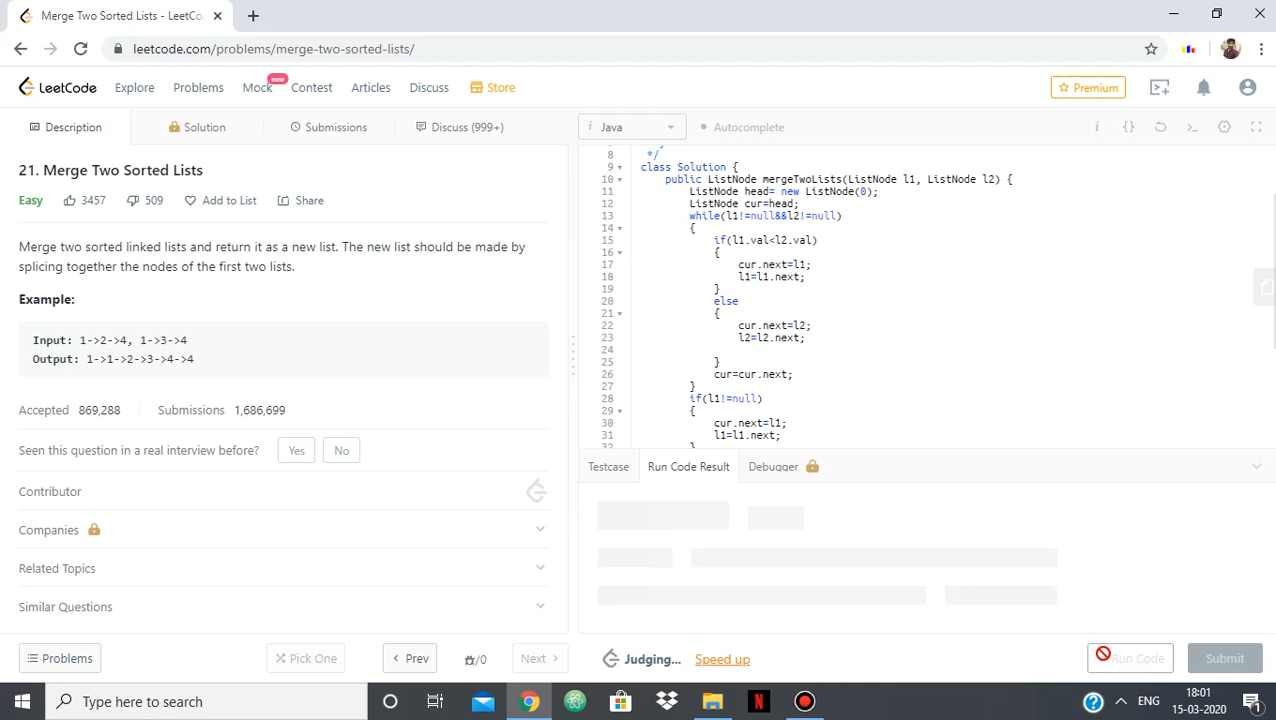 Merge Two Sorted Lists - LeetCo
leetcode.com/problems/merge-two-sorted-lists/
LeetCode
Explore
Problems
Mock
new
Contest
Articles
Discuss
Store
Premium
Description
Solution
Submissions
Discuss (999+)
i Java
Autocomplete
21. Merge Two Sorted Lists
Easy
3457
509
Add to List
Share
Merge two sorted linked lists and return it as a new list. The new list should be made by
splicing together the nodes of the first two lists.
Example:
Input: 1->2->4, 1->3->4
Output: 1->1->2->3->4->4
Accepted 869,288
Submissions 1,686,699
Seen this question in a real interview before?
Yes
No
Contributor
Companies
Related Topics
Similar Questions
Problems
Pick One
Prev
/0
Next
8 */
9 class Solution {
10 public ListNode mergeTwoLists(ListNode l1, ListNode l2) {
11 ListNode head= new ListNode(0);
12 ListNode cur=head;
13 while(l1!=null&&l2!=null)
14 {
15 if(l1.val<l2.val)
16 {
17 cur.next=l1;
18 l1=l1.next;
19 }
20 else
21 {
22 cur.next=l2;
23 l2=l2.next;
24
25 }
26 cur=cur.next;
27 }
28 if(l1!=null)
29 {
30 cur.next=l1;
31 l1=l1.next;
32 }
Testcase
Run Code Result
Debugger
Judging...
Speed up
Run Code
Submit
Type here to search
ENG
18:01
15-03-2020
1